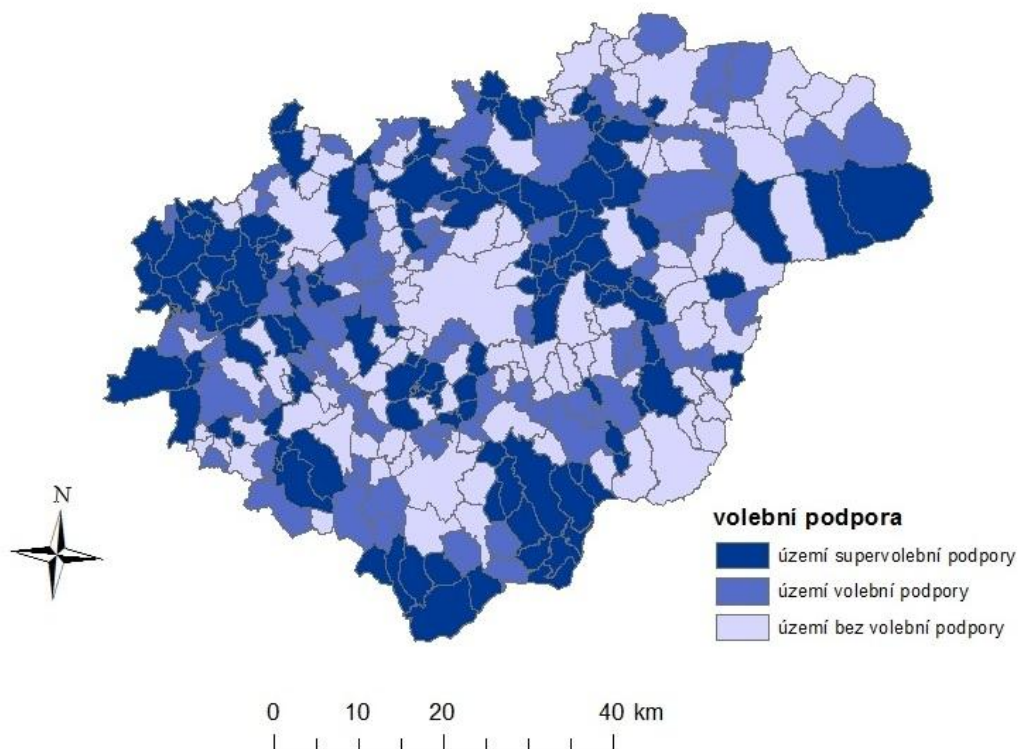 N
volební podpora
území supervolební podpory
území volební podpory
území bez volební podpory
0 10 20 40 km